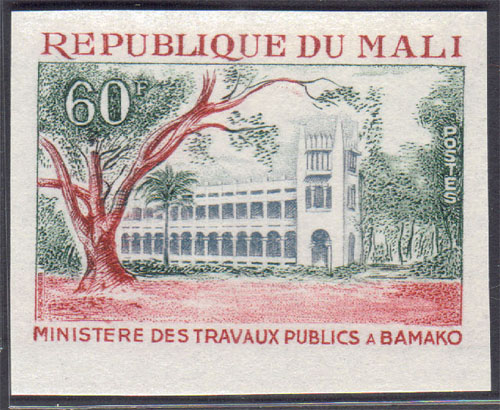 REPUBLIQUE DU MALI
60F
POSTES
MINISTERE DES TRAVAUX PUBLICS A BAMAKO